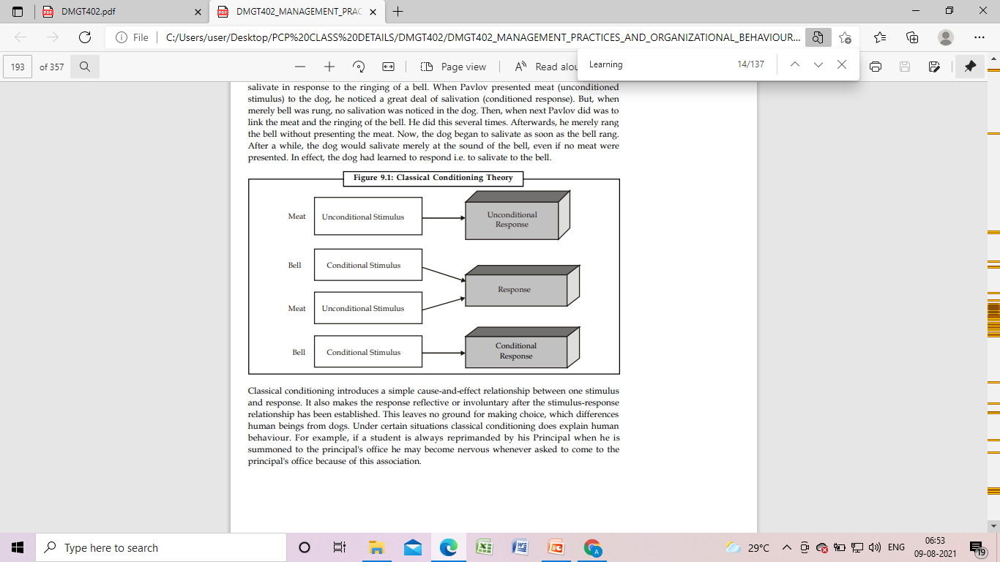 DMGT402.pdf
DMGT402_MANAGEMENT_PRAC
File
C:/Users/user/Desktop/PCP%20CLASS%20DETAILS/DMGT402/DMGT402_MANAGEMENT_PRACTICES_AND_ORGANIZATIONAL_BEHAVIOUR...
193 of 357
Page view
Read alou
Learning 14/137
salivate in response to the ringing of a bell. When Pavlov presented meat (unconditioned
stimulus) to the dog, he noticed a great deal of salivation (conditioned response). But, when
merely bell was rung, no salivation was noticed in the dog. Then, when next Pavlov did was to
link the meat and the ringing of the bell. He did this several times. Afterwards, he merely rang
the bell without presenting the meat. Now, the dog began to salivate as soon as the bell rang.
After a while, the dog would salivate merely at the sound of the bell, even if no meat were
presented. In effect, the dog had learned to respond i.e. to salivate to the bell.
Figure 9.1: Classical Conditioning Theory
Meat
Unconditional Stimulus
Unconditional
Response
Bell
Conditional Stimulus
Response
Meat
Unconditional Stimulus
Bell
Conditional Stimulus
Conditional
Response
Classical conditioning introduces a simple cause-and-effect relationship between one stimulus
and response. It also makes the response reflective or involuntary after the stimulus-response
relationship has been established. This leaves no ground for making choice, which differences
human beings from dogs. Under certain situations classical conditioning does explain human
behaviour. For example, if a student is always reprimanded by his Principal when he is
summoned to the principal's office he may become nervous whenever asked to come to the
principal's office because of this association.
Type here to search
29°C
ENG
06:53
09-08-2021
19